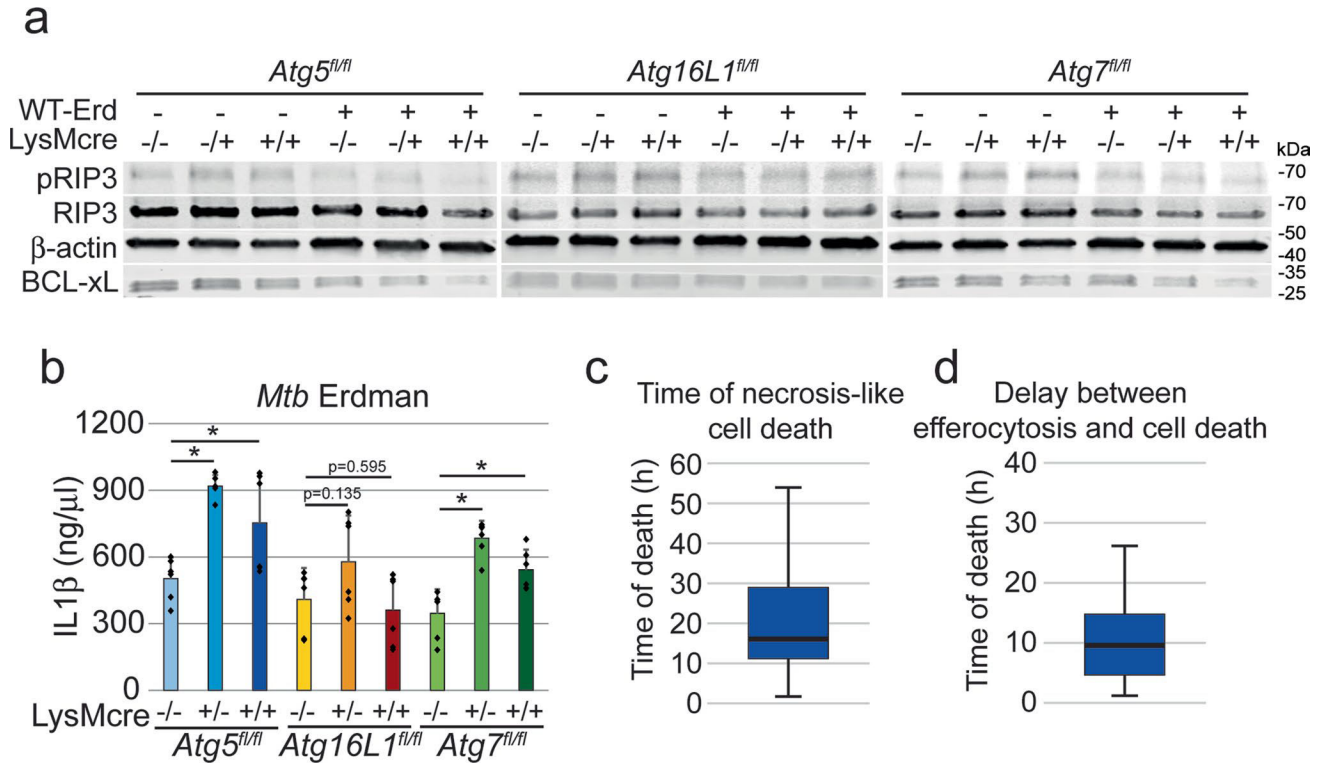 a
Atg5fl/fl Atg16L1fl/fl Atg7fl/fl
WT-Erd - - - + + + - - - + + + - - - + + +
LysMcre -/- -/+ +/+ -/- -/+ +/+ -/- -/+ +/+ -/- -/+ +/+ -/- -/+ +/+ -/- -/+ +/+
kDa
pRIP3 -70
RIP3 -70
β-actin -50
-40
BCL-xL -35
-25
b
Mtb Erdman
IL1β (ng/µl)
1200
900
600
300
0
* * p=0.595 *
* p=0.135 *
LysMcre -/- +/- +/+ -/- +/- +/+ -/- +/- +/+
Atg5fl/fl Atg16L1fl/fl Atg7fl/fl
c
Time of necrosis-like
cell death
Time of death (h)
60
50
40
30
20
10
0
d
Delay between
efferocytosis and cell death
Time of death (h)
40
30
20
10
0